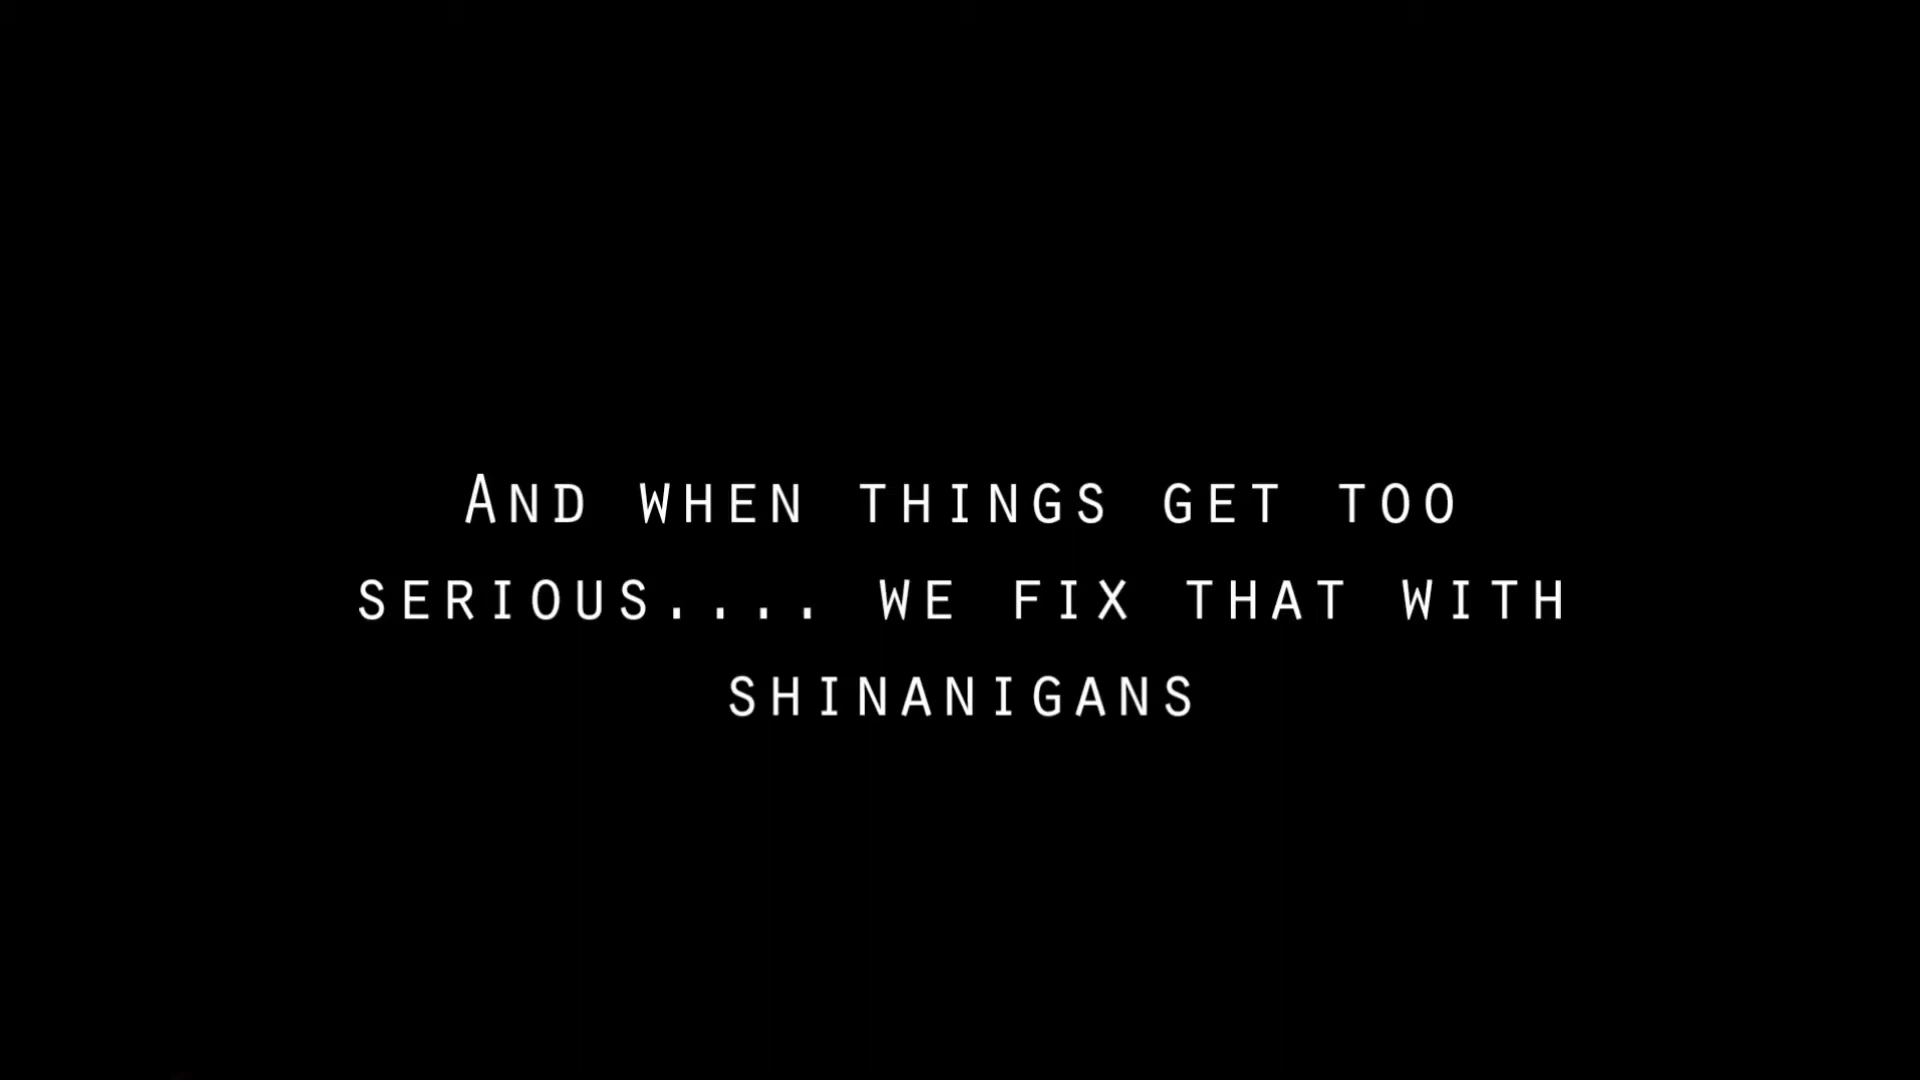 And when things get too
serious.... we fix that with
shinanigans